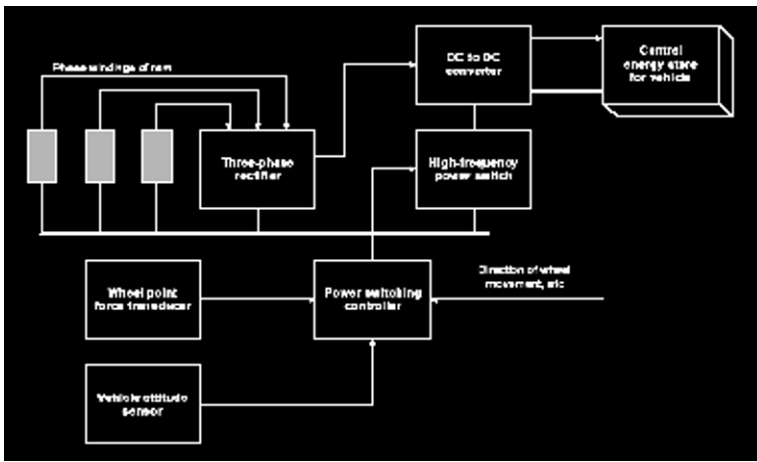 Phase windings of ram
DC to DC
converter
Central
energy store
for vehicle
Three-phase
rectifier
High-frequency
power switch
Wheel point
force transducer
Power switching
controller
Direction of wheel
movement, etc
Vehicle attitude
sensor